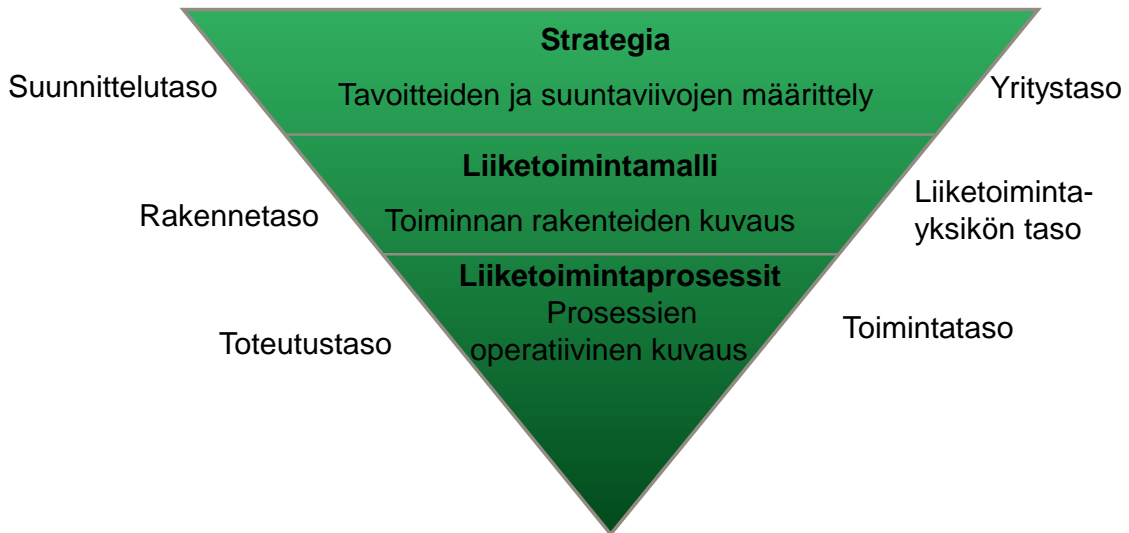 Strategia
Suunnittelutaso
Tavoitteiden ja suuntaviivojen määrittely
Yritystaso
Liiketoimintamalli
Rakennetaso
Toiminnan rakenteiden kuvaus
Liiketoiminta-
yksikön taso
Liiketoimintaprosessit
Prosessien
operatiivinen kuvaus
Toteutustaso
Toimintataso